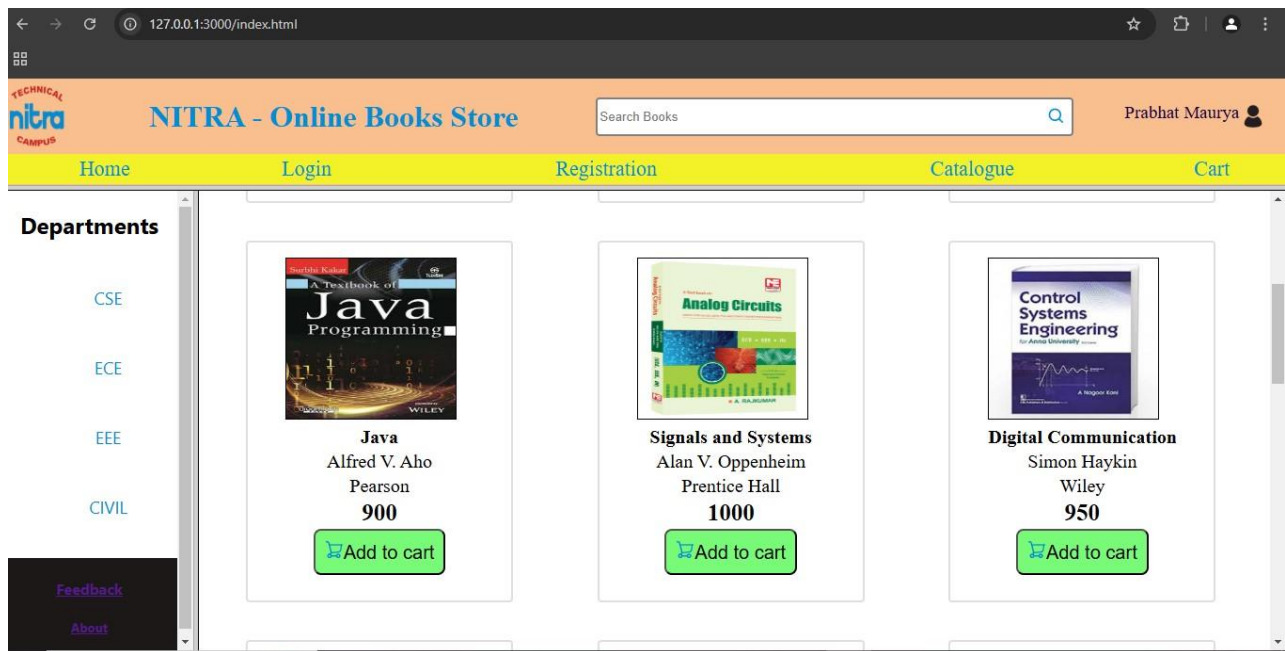 127.0.0.1:3000/index.html
TECHNICAL
nitra
CAMPUS
NITRA - Online Books Store
Search Books
Prabhat Maurya
Home Login Registration Catalogue Cart
Departments
CSE
ECE
EEE
CIVIL
Feedback
About
Surbhi Kakar
A Textbook of
Java
Programming
WILEY
Java
Alfred V. Aho
Pearson
900
Add to cart
Analog Circuits
A. RAJKUMAR
Signals and Systems
Alan V. Oppenheim
Prentice Hall
1000
Add to cart
Control
Systems
Engineering
for Anna University
A Nagoor Kani
Digital Communication
Simon Haykin
Wiley
950
Add to cart